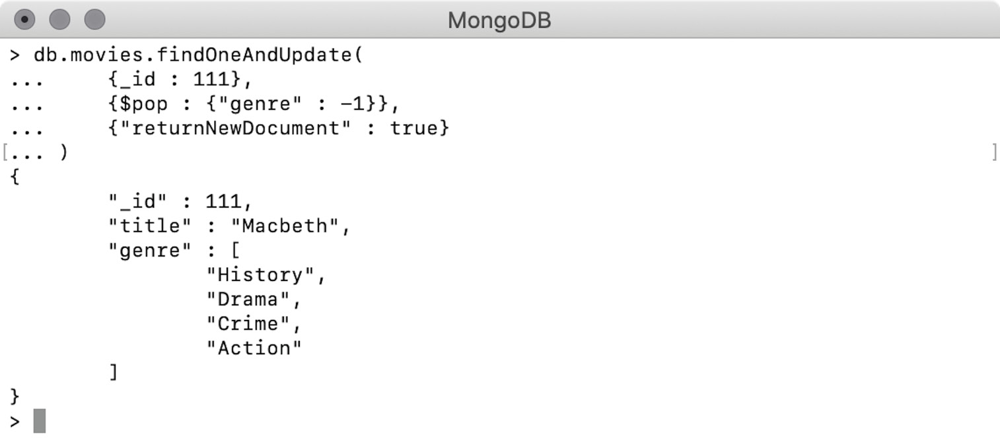 MongoDB
> db.movies.findOneAndUpdate(
...     {_id : 111},
...     {$pop : {"genre" : -1}},
...     {"returnNewDocument" : true}
[... )                                                                           ]
{
        "_id" : 111,
        "title" : "Macbeth",
        "genre" : [
                "History",
                "Drama",
                "Crime",
                "Action"
        ]
}
>